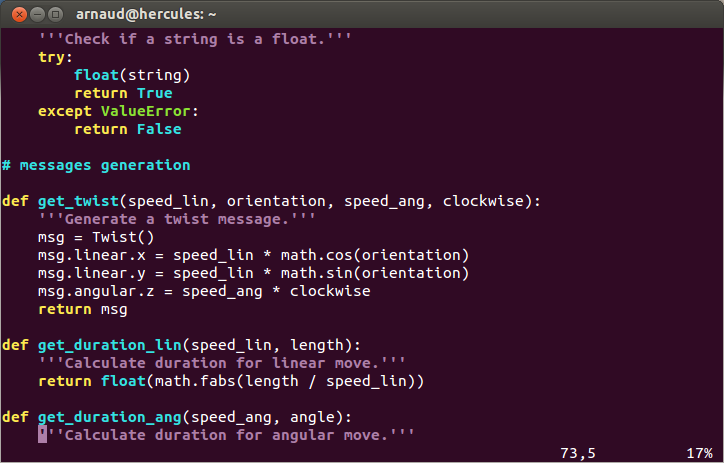 arnaud@hercules: ~
    '''Check if a string is a float.'''
    try:
        float(string)
        return True
    except ValueError:
        return False

# messages generation

def get_twist(speed_lin, orientation, speed_ang, clockwise):
    '''Generate a twist message.'''
    msg = Twist()
    msg.linear.x = speed_lin * math.cos(orientation)
    msg.linear.y = speed_lin * math.sin(orientation)
    msg.angular.z = speed_ang * clockwise
    return msg

def get_duration_lin(speed_lin, length):
    '''Calculate duration for linear move.'''
    return float(math.fabs(length / speed_lin))

def get_duration_ang(speed_ang, angle):
    '''Calculate duration for angular move.'''
73,5 17%